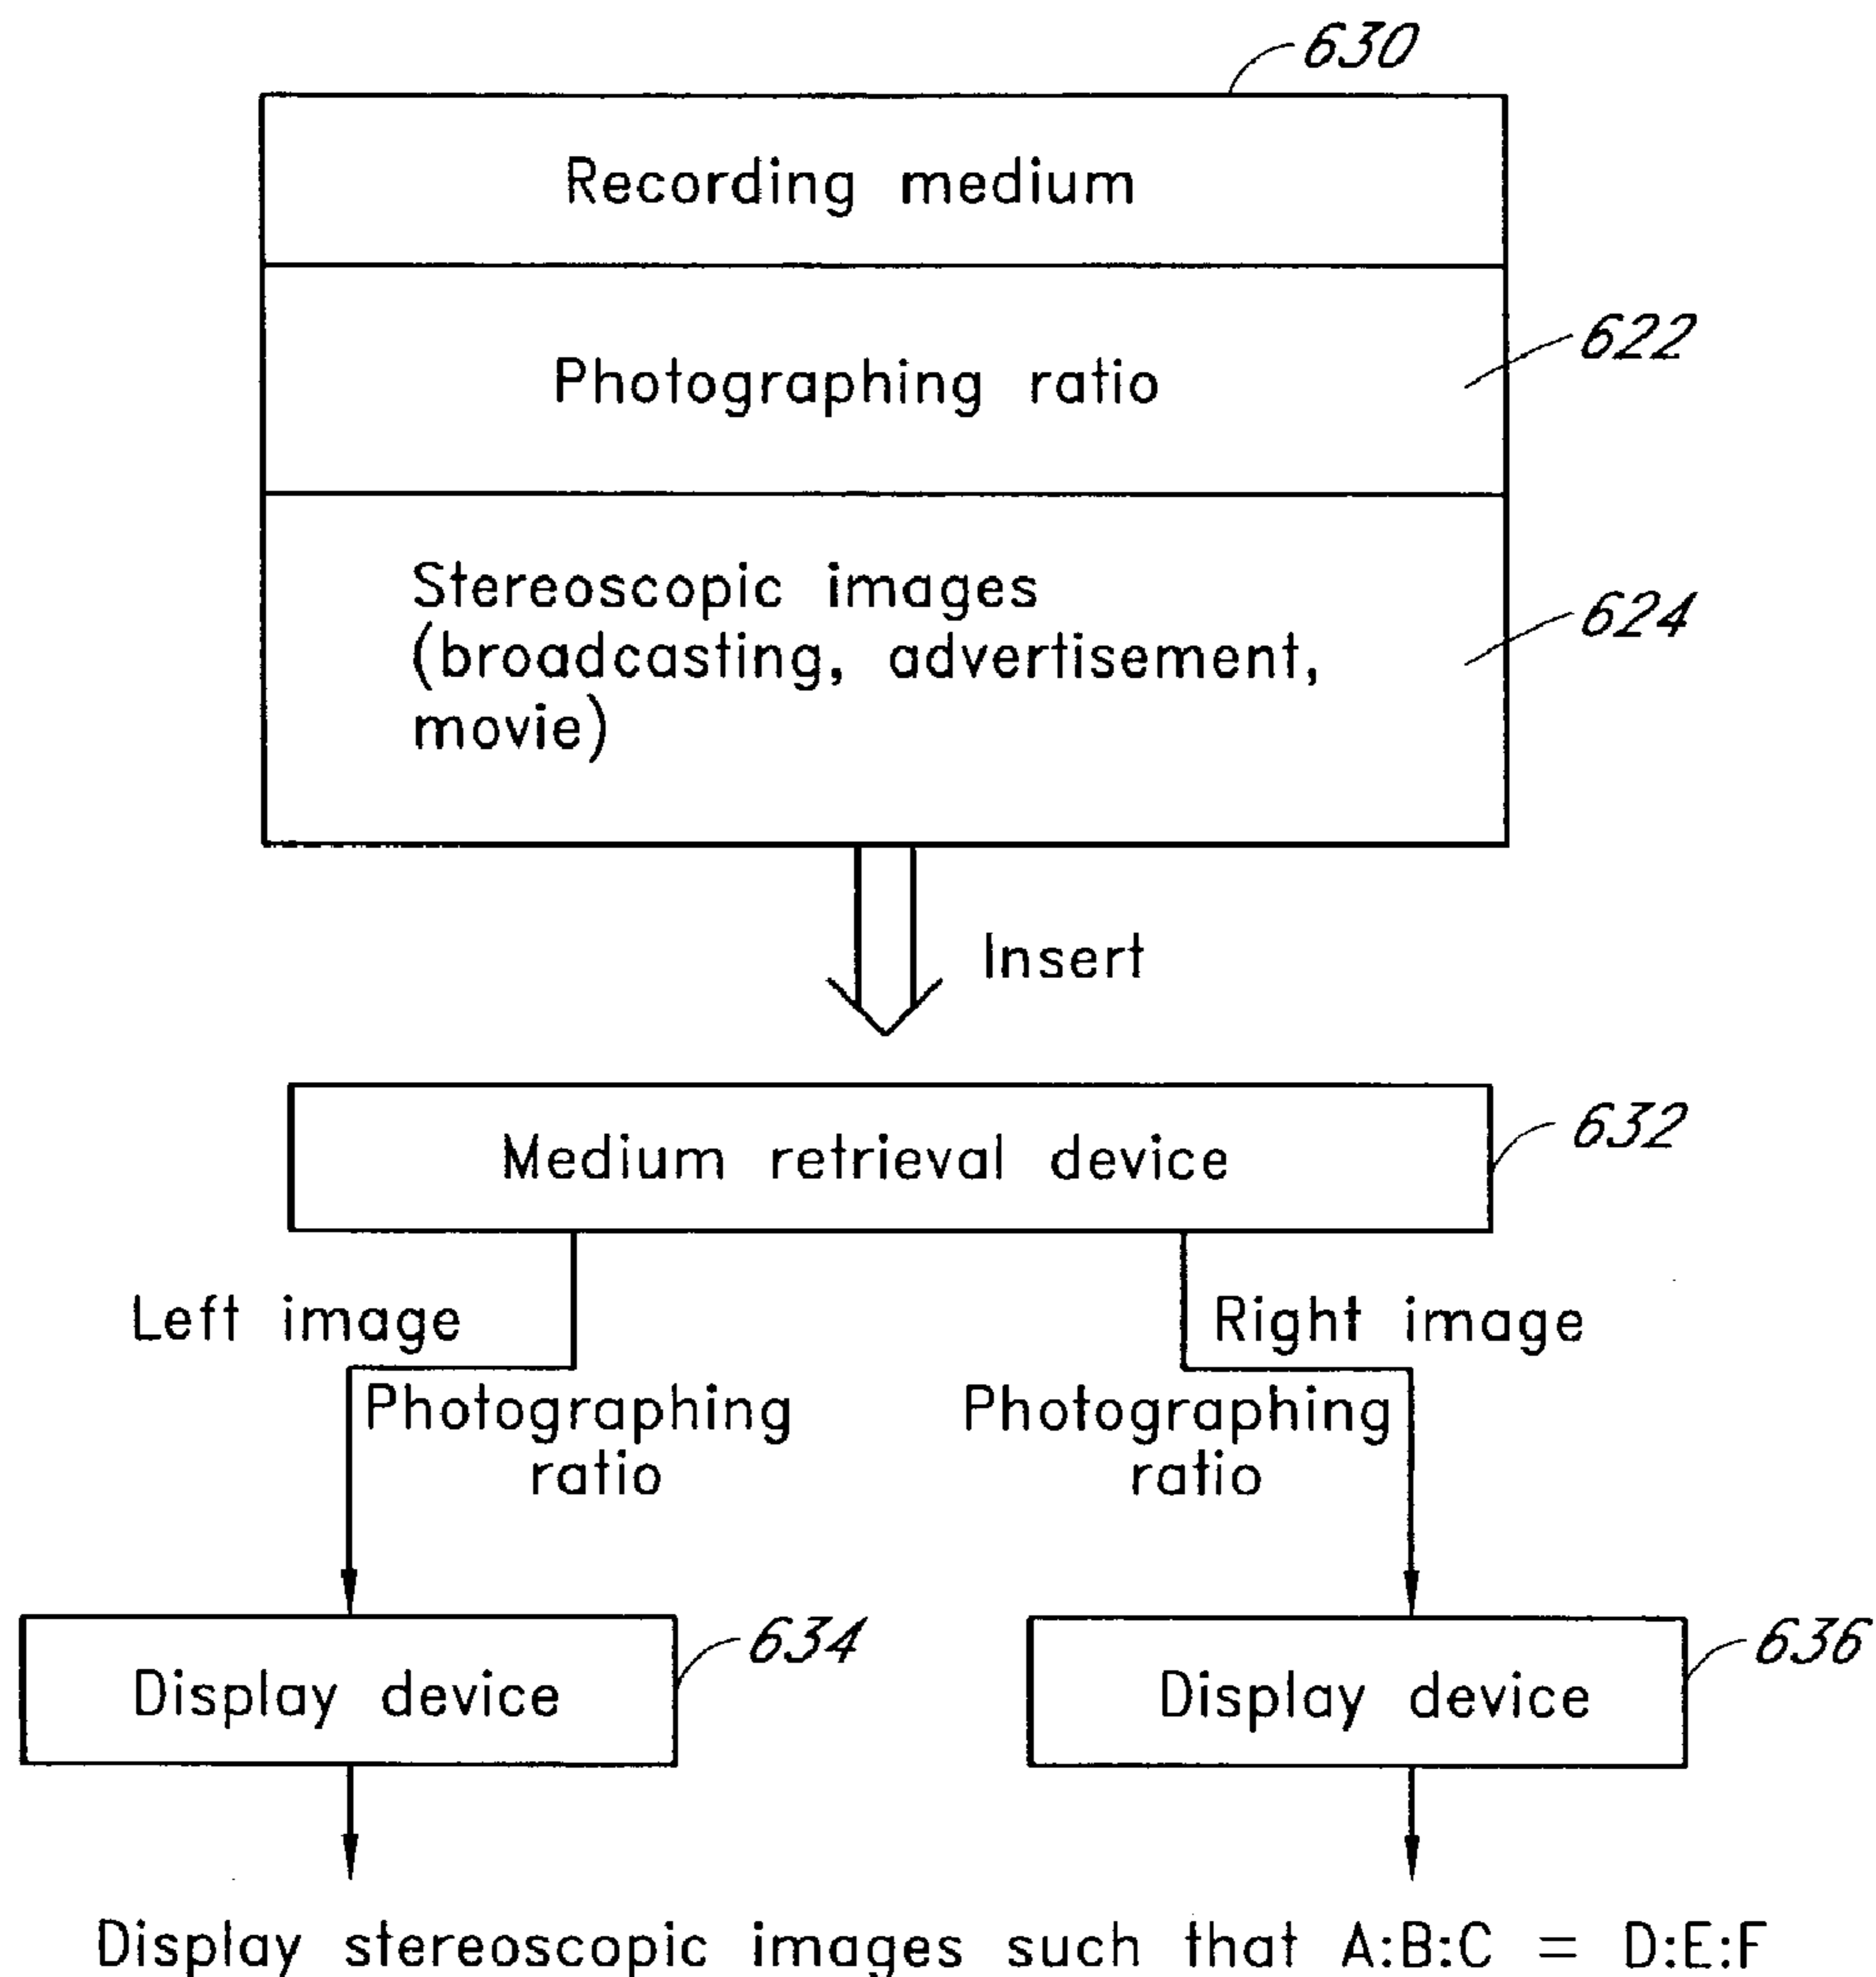 630
Recording medium
Photographing ratio
622
Stereoscopic images
(broadcasting, advertisement,
movie)
624
Insert
Medium retrieval device
632
Left image
Right image
Photographing
ratio
Photographing
ratio
Display device
634
Display device
636
Display stereoscopic images such that A:B:C = D:E:F